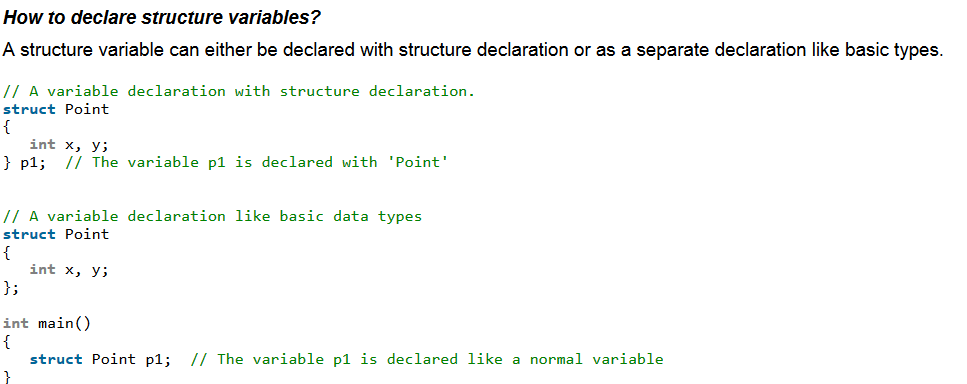 How to declare structure variables?
A structure variable can either be declared with structure declaration or as a separate declaration like basic types.
// A variable declaration with structure declaration.
struct Point
{
   int x, y;
} p1;  // The variable p1 is declared with 'Point'
// A variable declaration like basic data types
struct Point
{
   int x, y;
};
int main()
{
   struct Point p1;  // The variable p1 is declared like a normal variable
}